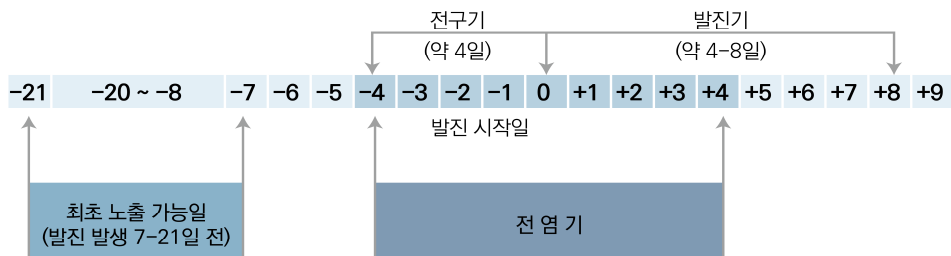 전구기 발진기
(약 4일) (약 4-8일)
-21 -20 ~ -8 -7 -6 -5 -4 -3 -2 -1 0 +1 +2 +3 +4 +5 +6 +7 +8 +9
발진 시작일
최초 노출 가능일
(발진 발생 7-21일 전)
전 염 기